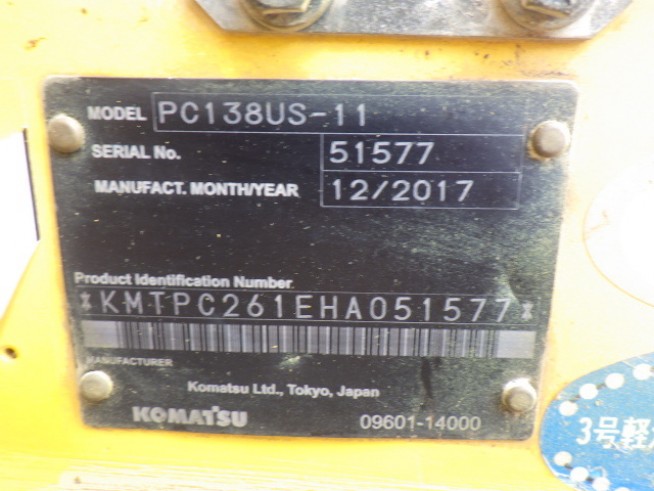 MODEL PC138US-11
SERIAL No. 51577
MANUFACT. MONTH/YEAR 12/2017
Product Identification Number
*KMTPC261EHA051577*
MANUFACTURER
Komatsu Ltd., Tokyo, Japan
KOMATSU 09601-14000
3号軽